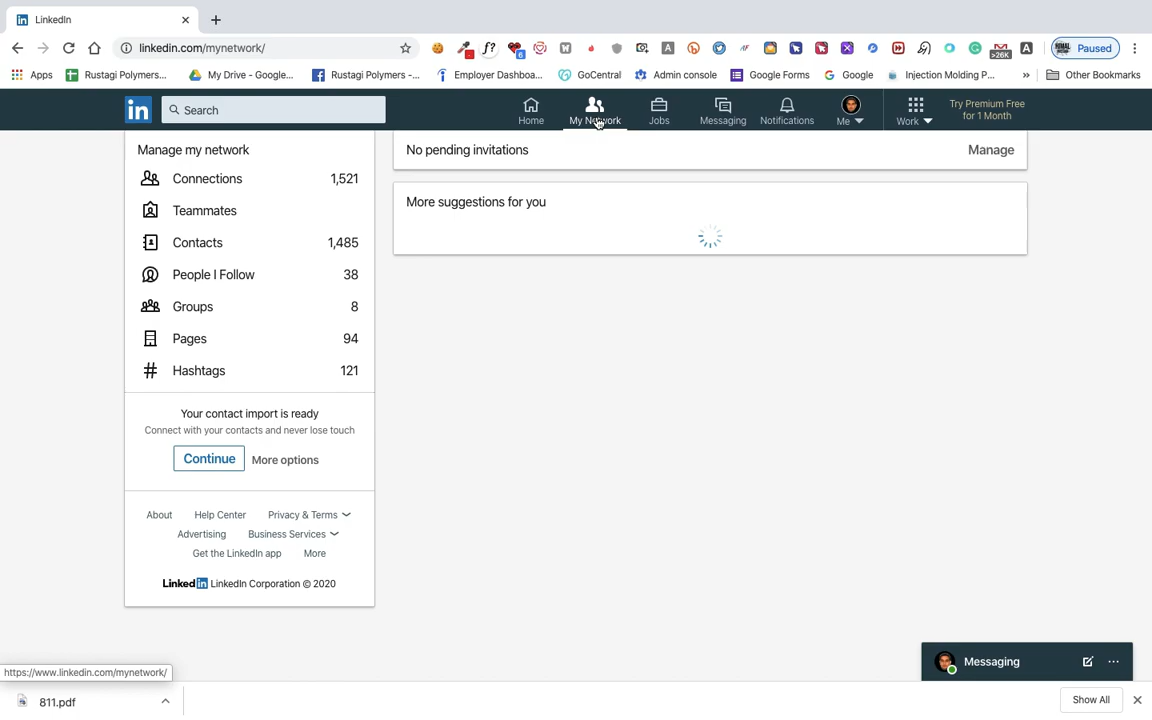 LinkedIn
linkedin.com/mynetwork/
Paused
Apps
Rustagi Polymers...
My Drive - Google...
Rustagi Polymers -...
Employer Dashboa...
GoCentral
Admin console
Google Forms
Google
Injection Molding P...
»
Other Bookmarks
in
Search
Home
My Network
Jobs
Messaging
Notifications
Me
Work
Try Premium Free
for 1 Month
Manage my network
Connections 1,521
Teammates
Contacts 1,485
People I Follow 38
Groups 8
Pages 94
# Hashtags 121
Your contact import is ready
Connect with your contacts and never lose touch
Continue More options
About Help Center Privacy & Terms
Advertising Business Services
Get the LinkedIn app More
Linked in LinkedIn Corporation © 2020
No pending invitations Manage
More suggestions for you
Messaging
https://www.linkedin.com/mynetwork/
811.pdf
Show All